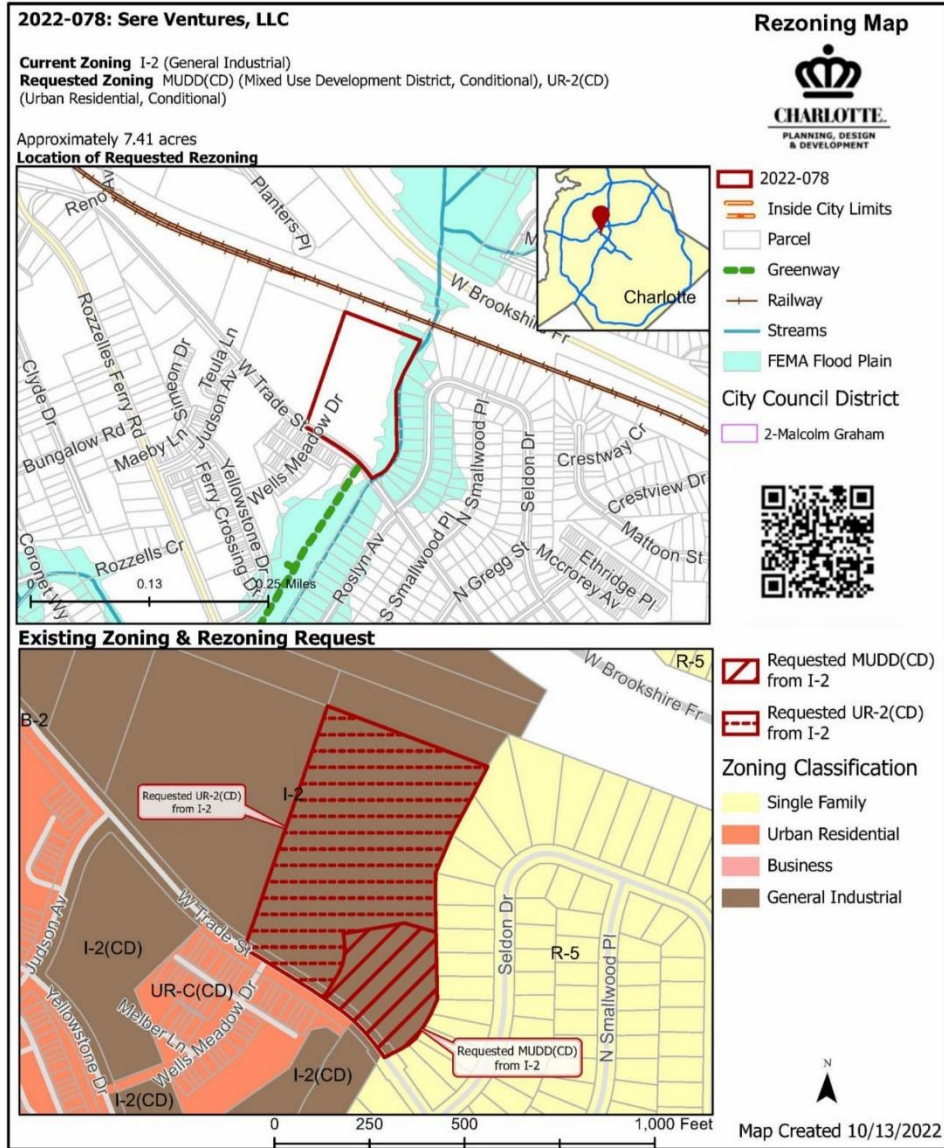 2022-078: Sere Ventures, LLC
Current Zoning I-2 (General Industrial)
Requested Zoning MUDD(CD) (Mixed Use Development District, Conditional), UR-2(CD)
(Urban Residential, Conditional)
Approximately 7.41 acres
Location of Requested Rezoning
Rezoning Map
CHARLOTTE™
PLANNING, DESIGN
& DEVELOPMENT
Reno
Planters Pl
W Brookshire Fr
Charlotte
Rozzelles Ferry Rd
Clyde Dr
Bungalow Rd
Maeby Ln
Simeon Dr
Teula Ln
Judson Av
W Trade St
Wells Meadow Dr
Yellowstone Dr
Ferry Crossing Dr
Rozzells Cr
Coronet Wy
Roslyn Av
S Smallwood Pl
N Smallwood Pl
N Gregg St
Seldon Dr
Crestway Cr
Crestview Dr
Mattoon St
Ethridge Pl
Mccrorey Av
0.13
0.25 Miles
2022-078
Inside City Limits
Parcel
Greenway
Railway
Streams
FEMA Flood Plain
City Council District
2-Malcolm Graham
Existing Zoning & Rezoning Request
B-2
R-5
W Brookshire Fr
I-2
Requested UR-2(CD)
from I-2
W Trade St
Judson Av
I-2(CD)
UR-C(CD)
Melber Ln
Wells Meadow Dr
Yellowstone Dr
I-2(CD)
I-2(CD)
Seldon Dr
R-5
N Smallwood Pl
Requested MUDD(CD)
from I-2
0 250 500 1,000 Feet
Requested MUDD(CD)
from I-2
Requested UR-2(CD)
from I-2
Zoning Classification
Single Family
Urban Residential
Business
General Industrial
N
Map Created 10/13/2022